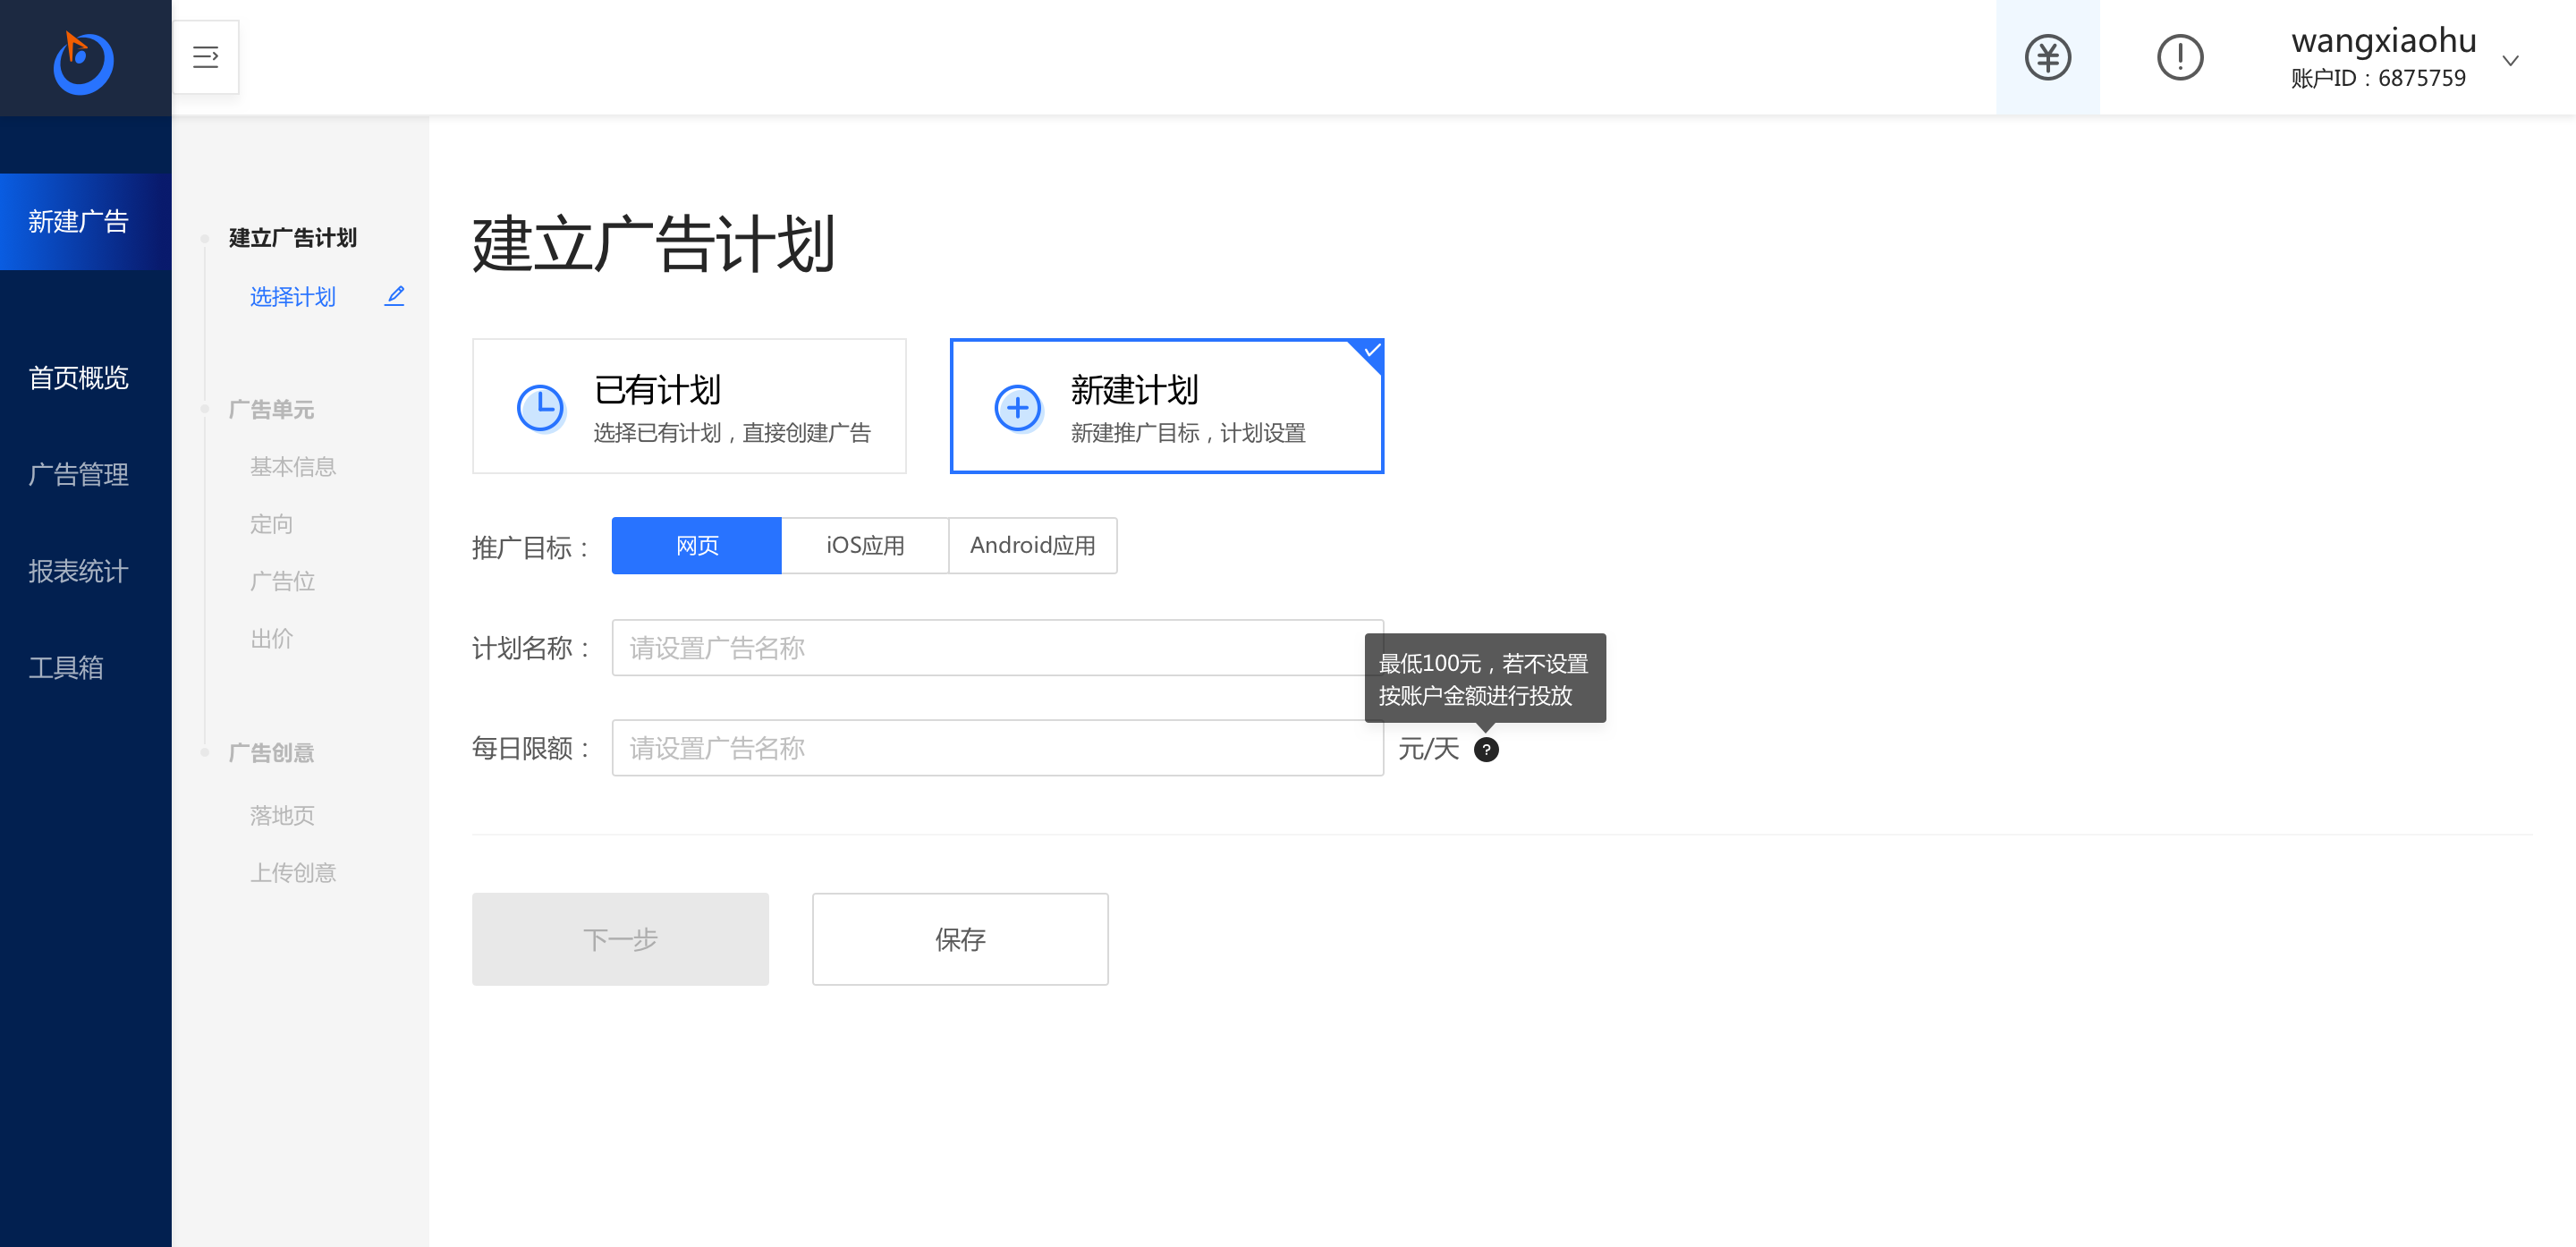 wangxiaohu
账户ID：6875759
新建广告
首页概览
广告管理
报表统计
工具箱
建立广告计划
选择计划
广告单元
基本信息
定向
广告位
出价
广告创意
落地页
上传创意
建立广告计划
已有计划
选择已有计划，直接创建广告
新建计划
新建推广目标，计划设置
推广目标： 网页 iOS应用 Android应用
计划名称： 请设置广告名称
最低100元，若不设置
按账户金额进行投放
每日限额： 请设置广告名称 元/天 ?
下一步 保存